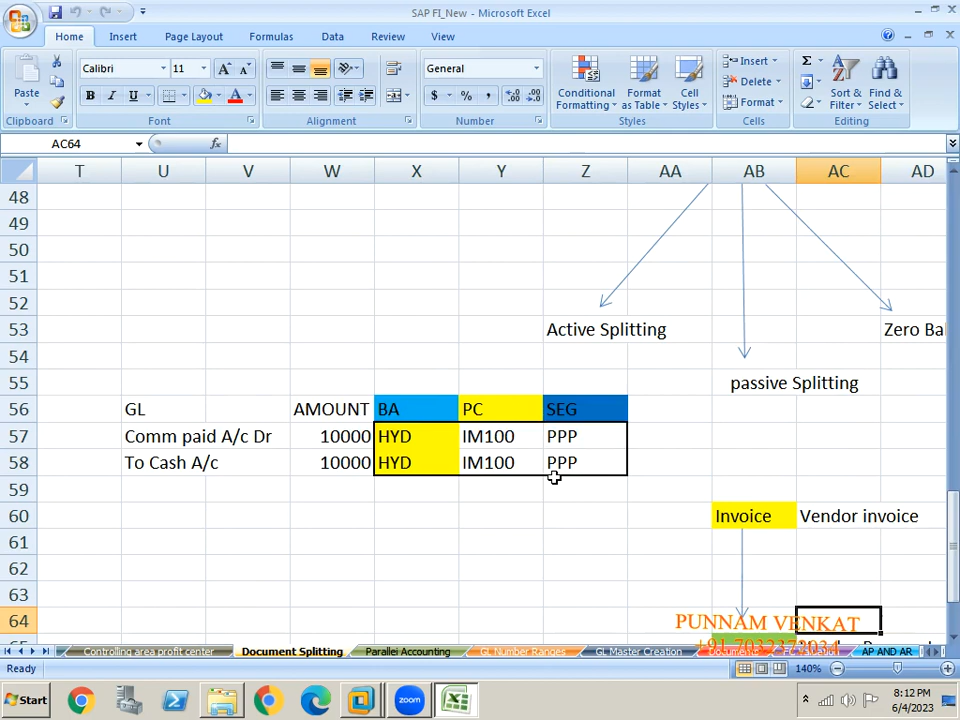 SAP FI_New - Microsoft Excel
Home Insert Page Layout Formulas Data Review View
Calibri 11 General Insert
Paste B I U $ % , Conditional Formatting Format as Table Cell Styles Delete Format Σ Sort & Filter Find & Select
Clipboard Font Alignment Number Styles Cells Editing
AC64 fx
T U V W X Y Z AA AB AC AD
48
49
50
51
52
53 Active Splitting Zero Bal
54
55 passive Splitting
56 GL AMOUNT BA PC SEG
57 Comm paid A/c Dr 10000 HYD IM100 PPP
58 To Cash A/c 10000 HYD IM100 PPP
59
60 Invoice Vendor invoice
61
62
63
64 PUNNAM VENKAT
Controlling area profit center Document Splitting Parallel Accounting GL Number Ranges GL Master Creation AP AND AR
Ready 140%
Start zoom 8:12 PM
6/4/2023